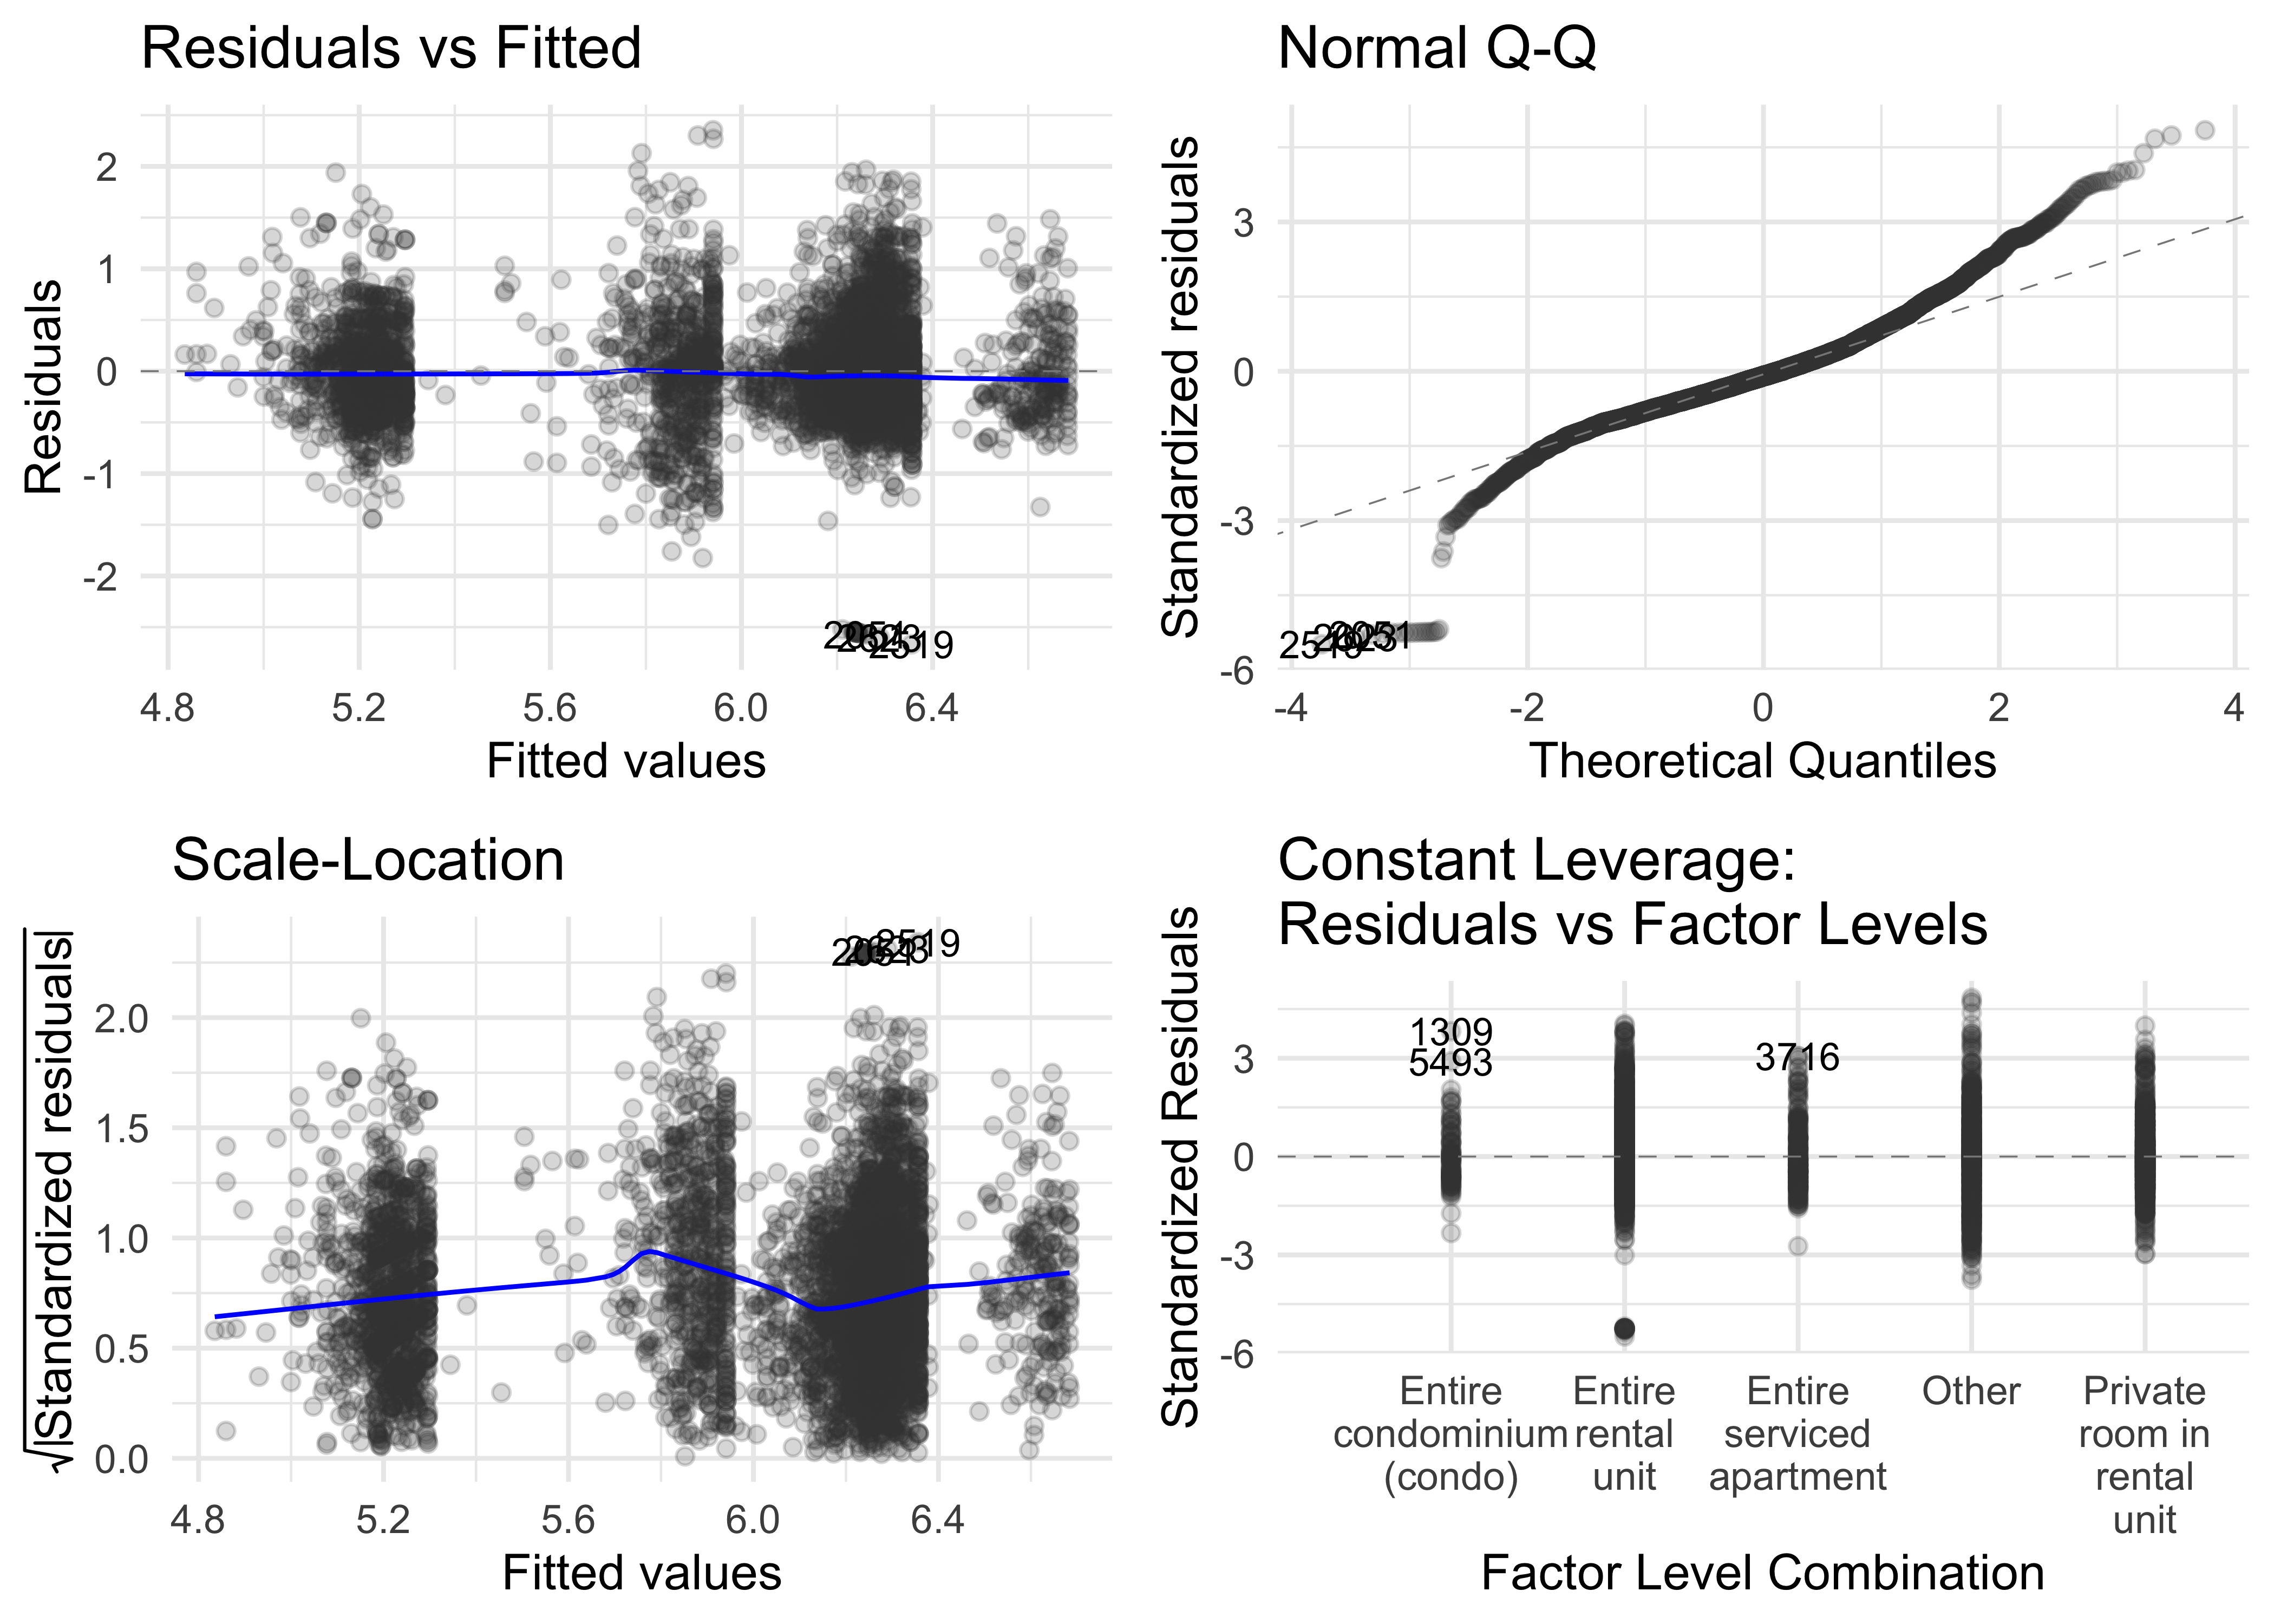 Residuals vs Fitted
Residuals
2
1
0
-1
-2
2519
4.8 5.2 5.6 6.0 6.4
Fitted values
Normal Q-Q
Standardized residuals
3
0
-3
-6
2519
-4 -2 0 2 4
Theoretical Quantiles
Scale-Location
√|Standardized residuals|
2.0
1.5
1.0
0.5
0.0
2519
4.8 5.2 5.6 6.0 6.4
Fitted values
Constant Leverage:
Residuals vs Factor Levels
Standardized Residuals
3
0
-3
-6
1309
5493
3716
Entire
condominium
(condo)
Entire
rental
unit
Entire
serviced
apartment
Other
Private
room in
rental
unit
Factor Level Combination